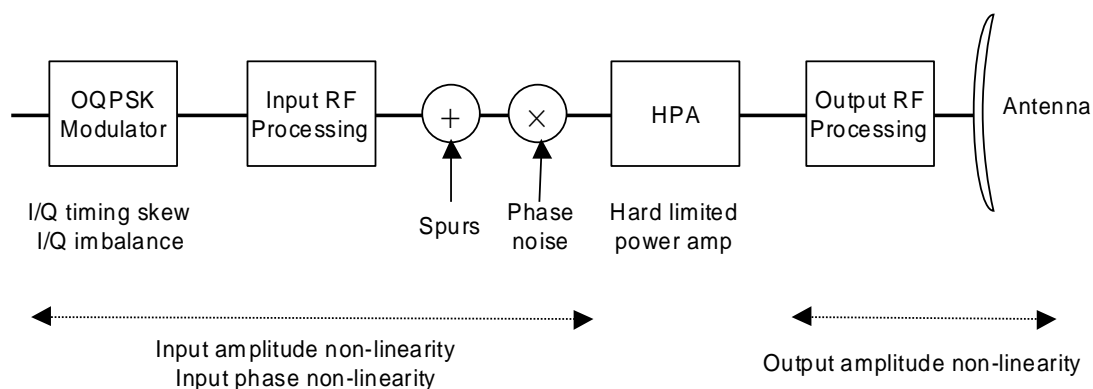 OQPSK
Modulator
Input RF
Processing
+
×
HPA
Output RF
Processing
Antenna
I/Q timing skew
I/Q imbalance
Spurs
Phase
noise
Hard limited
power amp
Input amplitude non-linearity
Input phase non-linearity
Output amplitude non-linearity